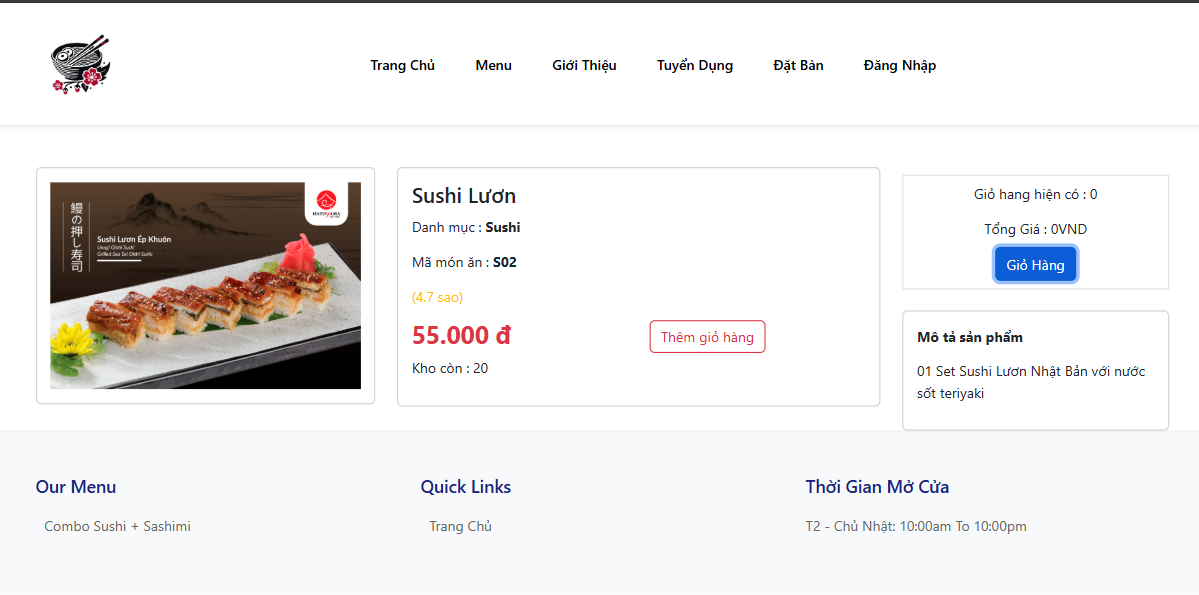 Trang Chủ Menu Giới Thiệu Tuyển Dụng Đặt Bàn Đăng Nhập
鰻の押し寿司
HATOYAMA
Sushi Lươn Ép Khuôn
Unagi Oishi Sushi
Grilled Sea Eel Oishi Sushi
Sushi Lươn
Danh mục : Sushi
Mã món ăn : S02
(4.7 sao)
55.000 đ
Thêm giỏ hàng
Kho còn : 20
Giỏ hang hiện có : 0
Tổng Giá : 0VND
Giỏ Hàng
Mô tả sản phẩm
01 Set Sushi Lươn Nhật Bản với nước
sốt teriyaki
Our Menu
Combo Sushi + Sashimi
Quick Links
Trang Chủ
Thời Gian Mở Cửa
T2 - Chủ Nhật: 10:00am To 10:00pm